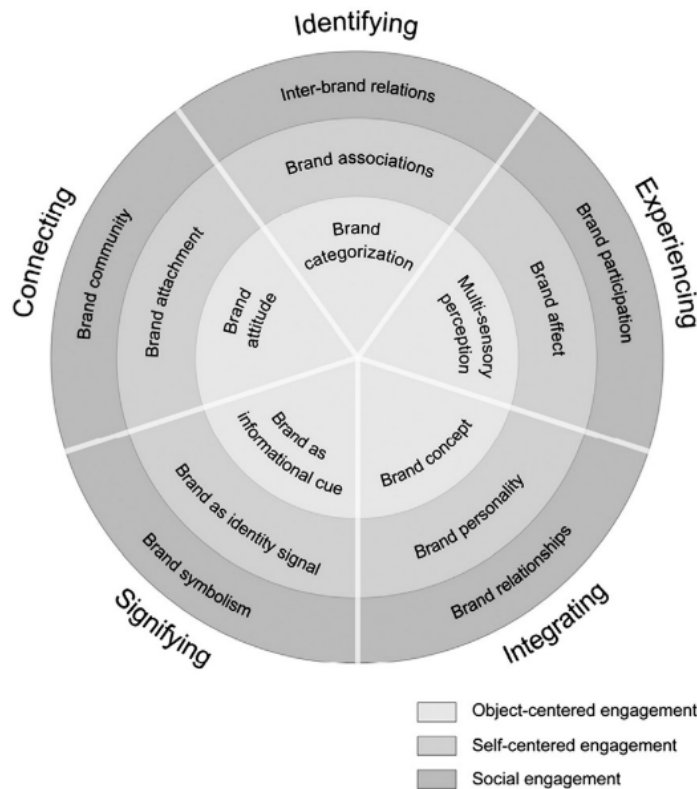 Identifying
Inter-brand relations
Brand associations
Brand
categorization
Experiencing
Brand participation
Brand affect
Multi-sensory
perception
Connecting
Brand community
Brand attachment
Brand
attitude
Signifying
Brand symbolism
Brand as identity signal
Brand as
informational cue
Integrating
Brand relationships
Brand personality
Brand concept
Object-centered engagement
Self-centered engagement
Social engagement